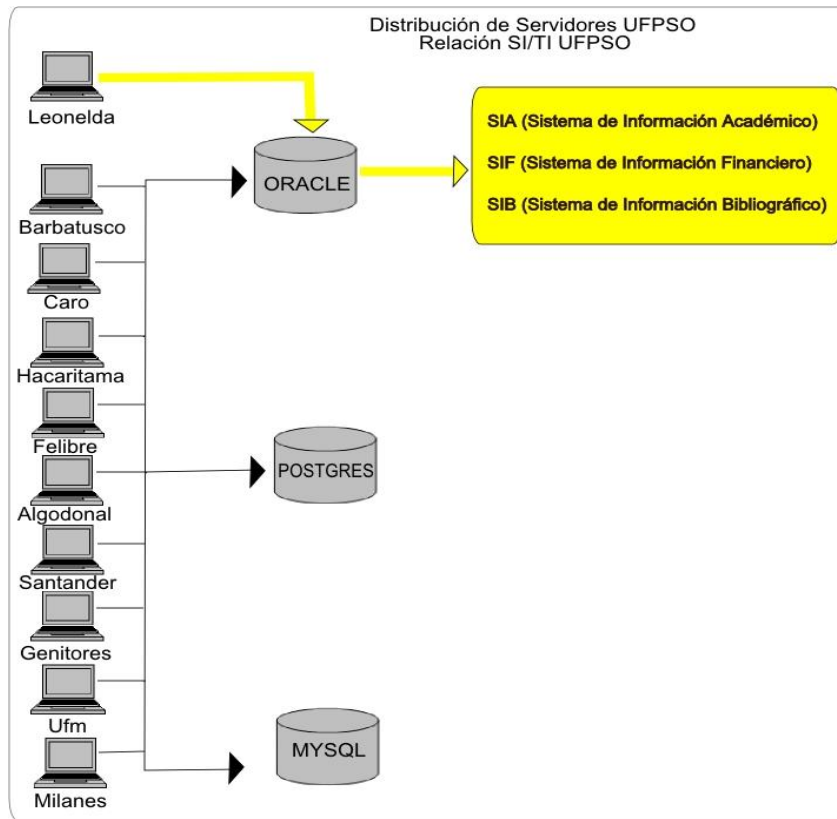 Distribución de Servidores UFPSO
Relación SI/TI UFPSO
Leonelda
SIA (Sistema de Información Académico)
SIF (Sistema de Información Financiero)
SIB (Sistema de Información Bibliográfico)
ORACLE
Barbatusco
Caro
Hacaritama
Felibre
POSTGRES
Algodonal
Santander
Genitores
Ufm
MYSQL
Milanes